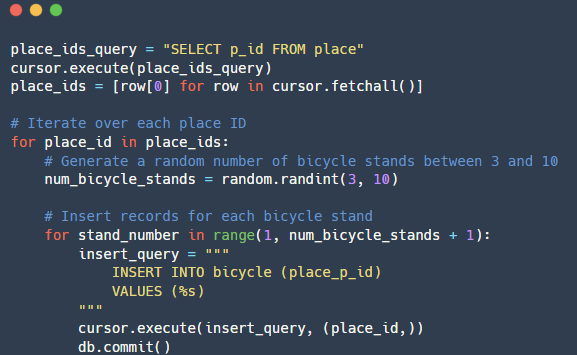 place_ids_query = "SELECT p_id FROM place"
cursor.execute(place_ids_query)
place_ids = [row[0] for row in cursor.fetchall()]

# Iterate over each place ID
for place_id in place_ids:
    # Generate a random number of bicycle stands between 3 and 10
    num_bicycle_stands = random.randint(3, 10)

    # Insert records for each bicycle stand
    for stand_number in range(1, num_bicycle_stands + 1):
        insert_query = """
            INSERT INTO bicycle (place_p_id)
            VALUES (%s)
        """
        cursor.execute(insert_query, (place_id,))
        db.commit()